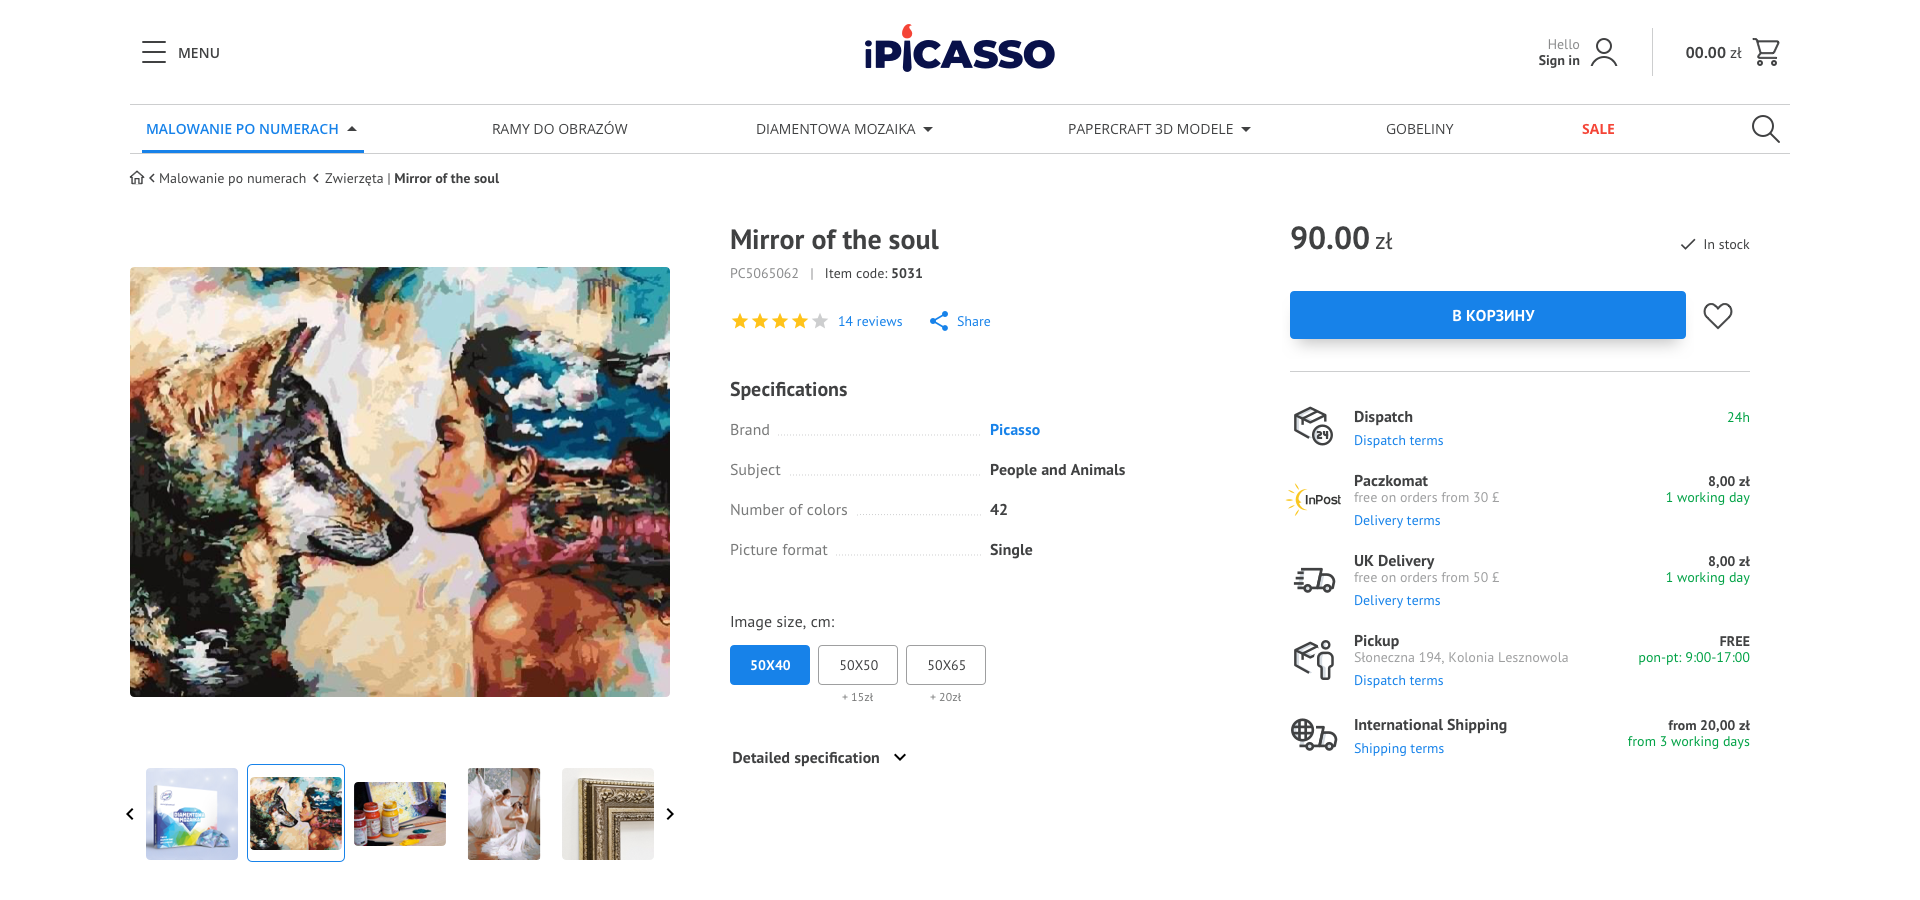 MENU
iPICASSO
Hello
Sign in
00.00 zł
MALOWANIE PO NUMERACH
RAMY DO OBRAZÓW
DIAMENTOWA MOZAIKA
PAPERCRAFT 3D MODELE
GOBELINY
SALE
Malowanie po numerach
Zwierzęta | Mirror of the soul
Mirror of the soul
PC5065062 | Item code: 5031
14 reviews
Share
Specifications
Brand Picasso
Subject People and Animals
Number of colors 42
Picture format Single
Image size, cm:
50X40
50X50
50X65
+ 15zł
+ 20zł
Detailed specification
90.00 zł
In stock
В КОРЗИНУ
24
Dispatch
24h
Dispatch terms
InPost
Paczkomat
8,00 zł
free on orders from 30 £
1 working day
Delivery terms
UK Delivery
8,00 zł
free on orders from 50 £
1 working day
Delivery terms
Pickup
FREE
Słoneczna 194, Kolonia Lesznowola
pon-pt: 9:00-17:00
Dispatch terms
International Shipping
from 20,00 zł
from 3 working days
Shipping terms